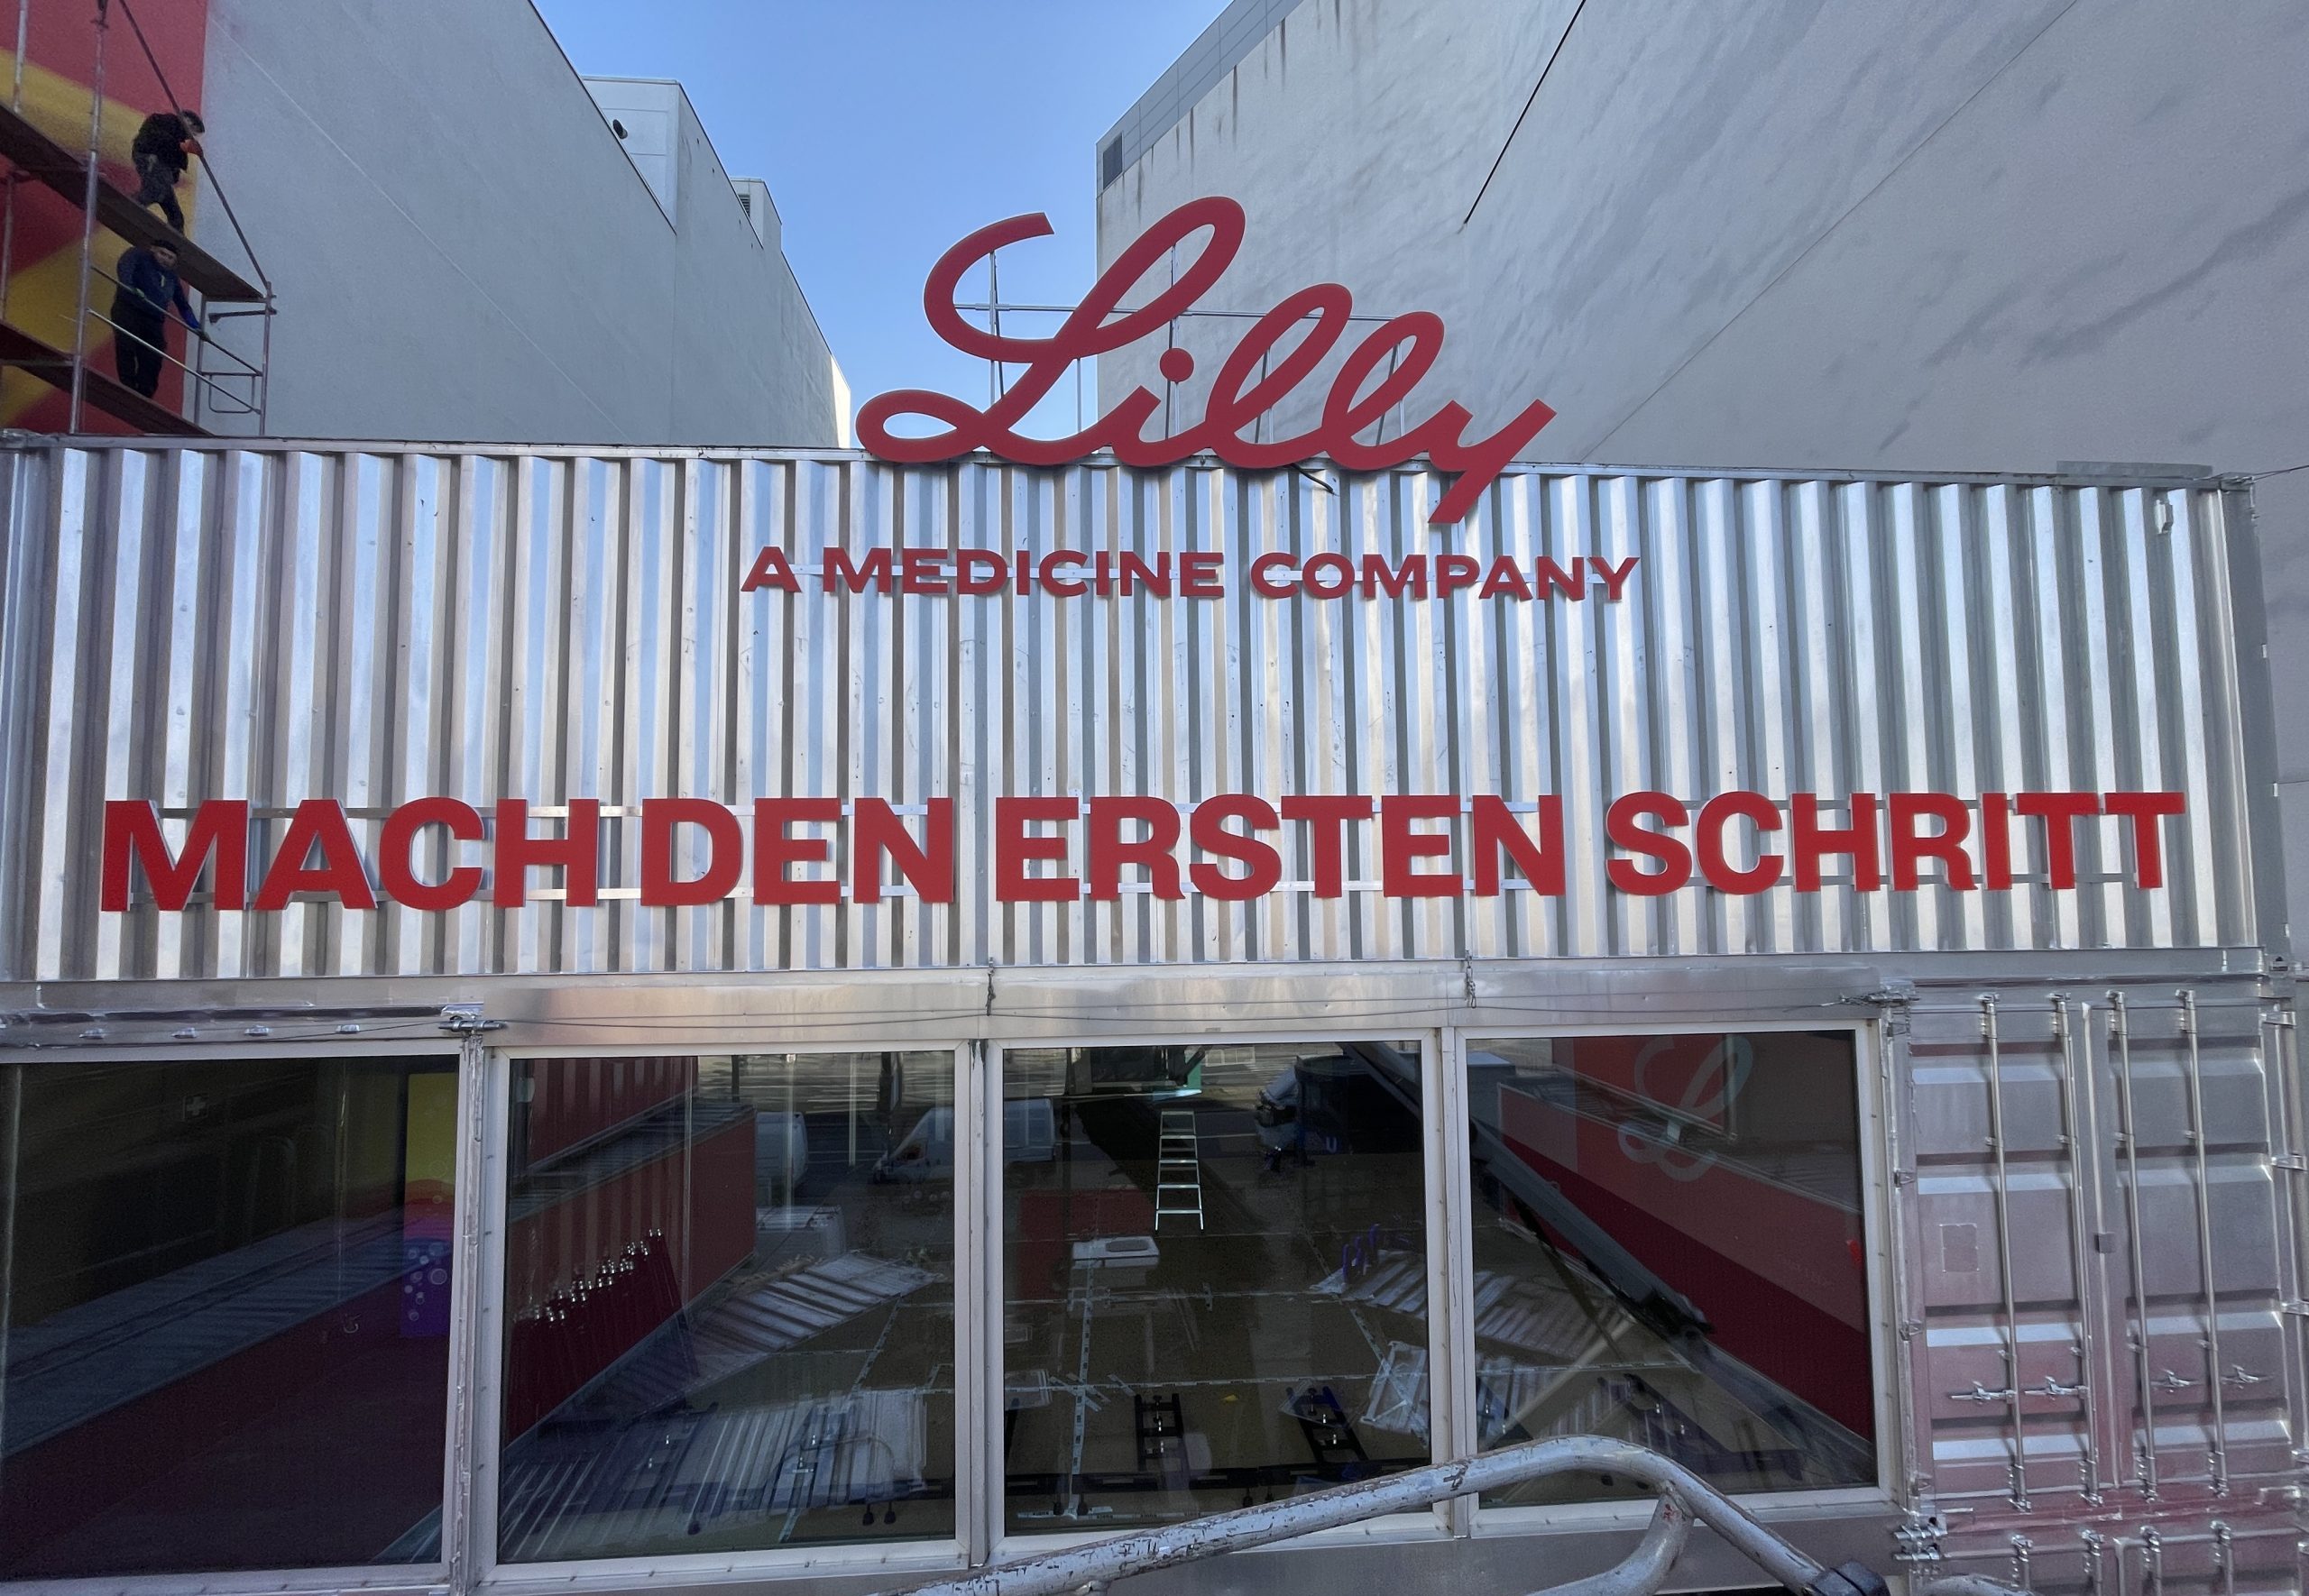 Lilly
A MEDICINE COMPANY
MACH DEN ERSTEN SCHRITT